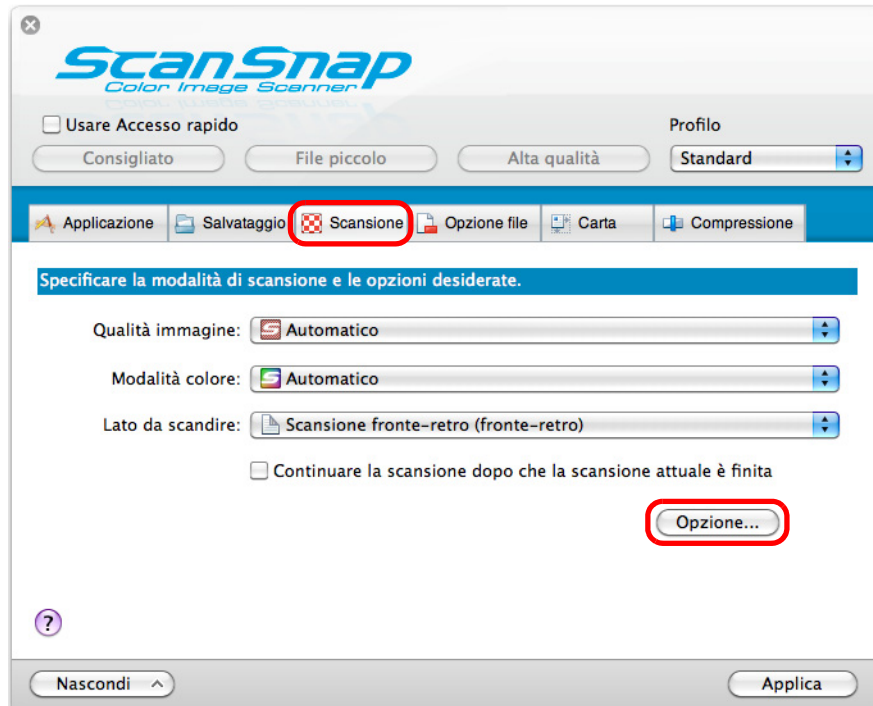 ScanSnap
Color Image Scanner
Usare Accesso rapido
Profilo
Consigliato
File piccolo
Alta qualità
Standard
Applicazione
Salvataggio
Scansione
Opzione file
Carta
Compressione
Specificare la modalità di scansione e le opzioni desiderate.
Qualità immagine:
Automatico
Modalità colore:
Automatico
Lato da scandire:
Scansione fronte-retro (fronte-retro)
Continuare la scansione dopo che la scansione attuale è finita
Opzione...
?
Nascondi
Applica